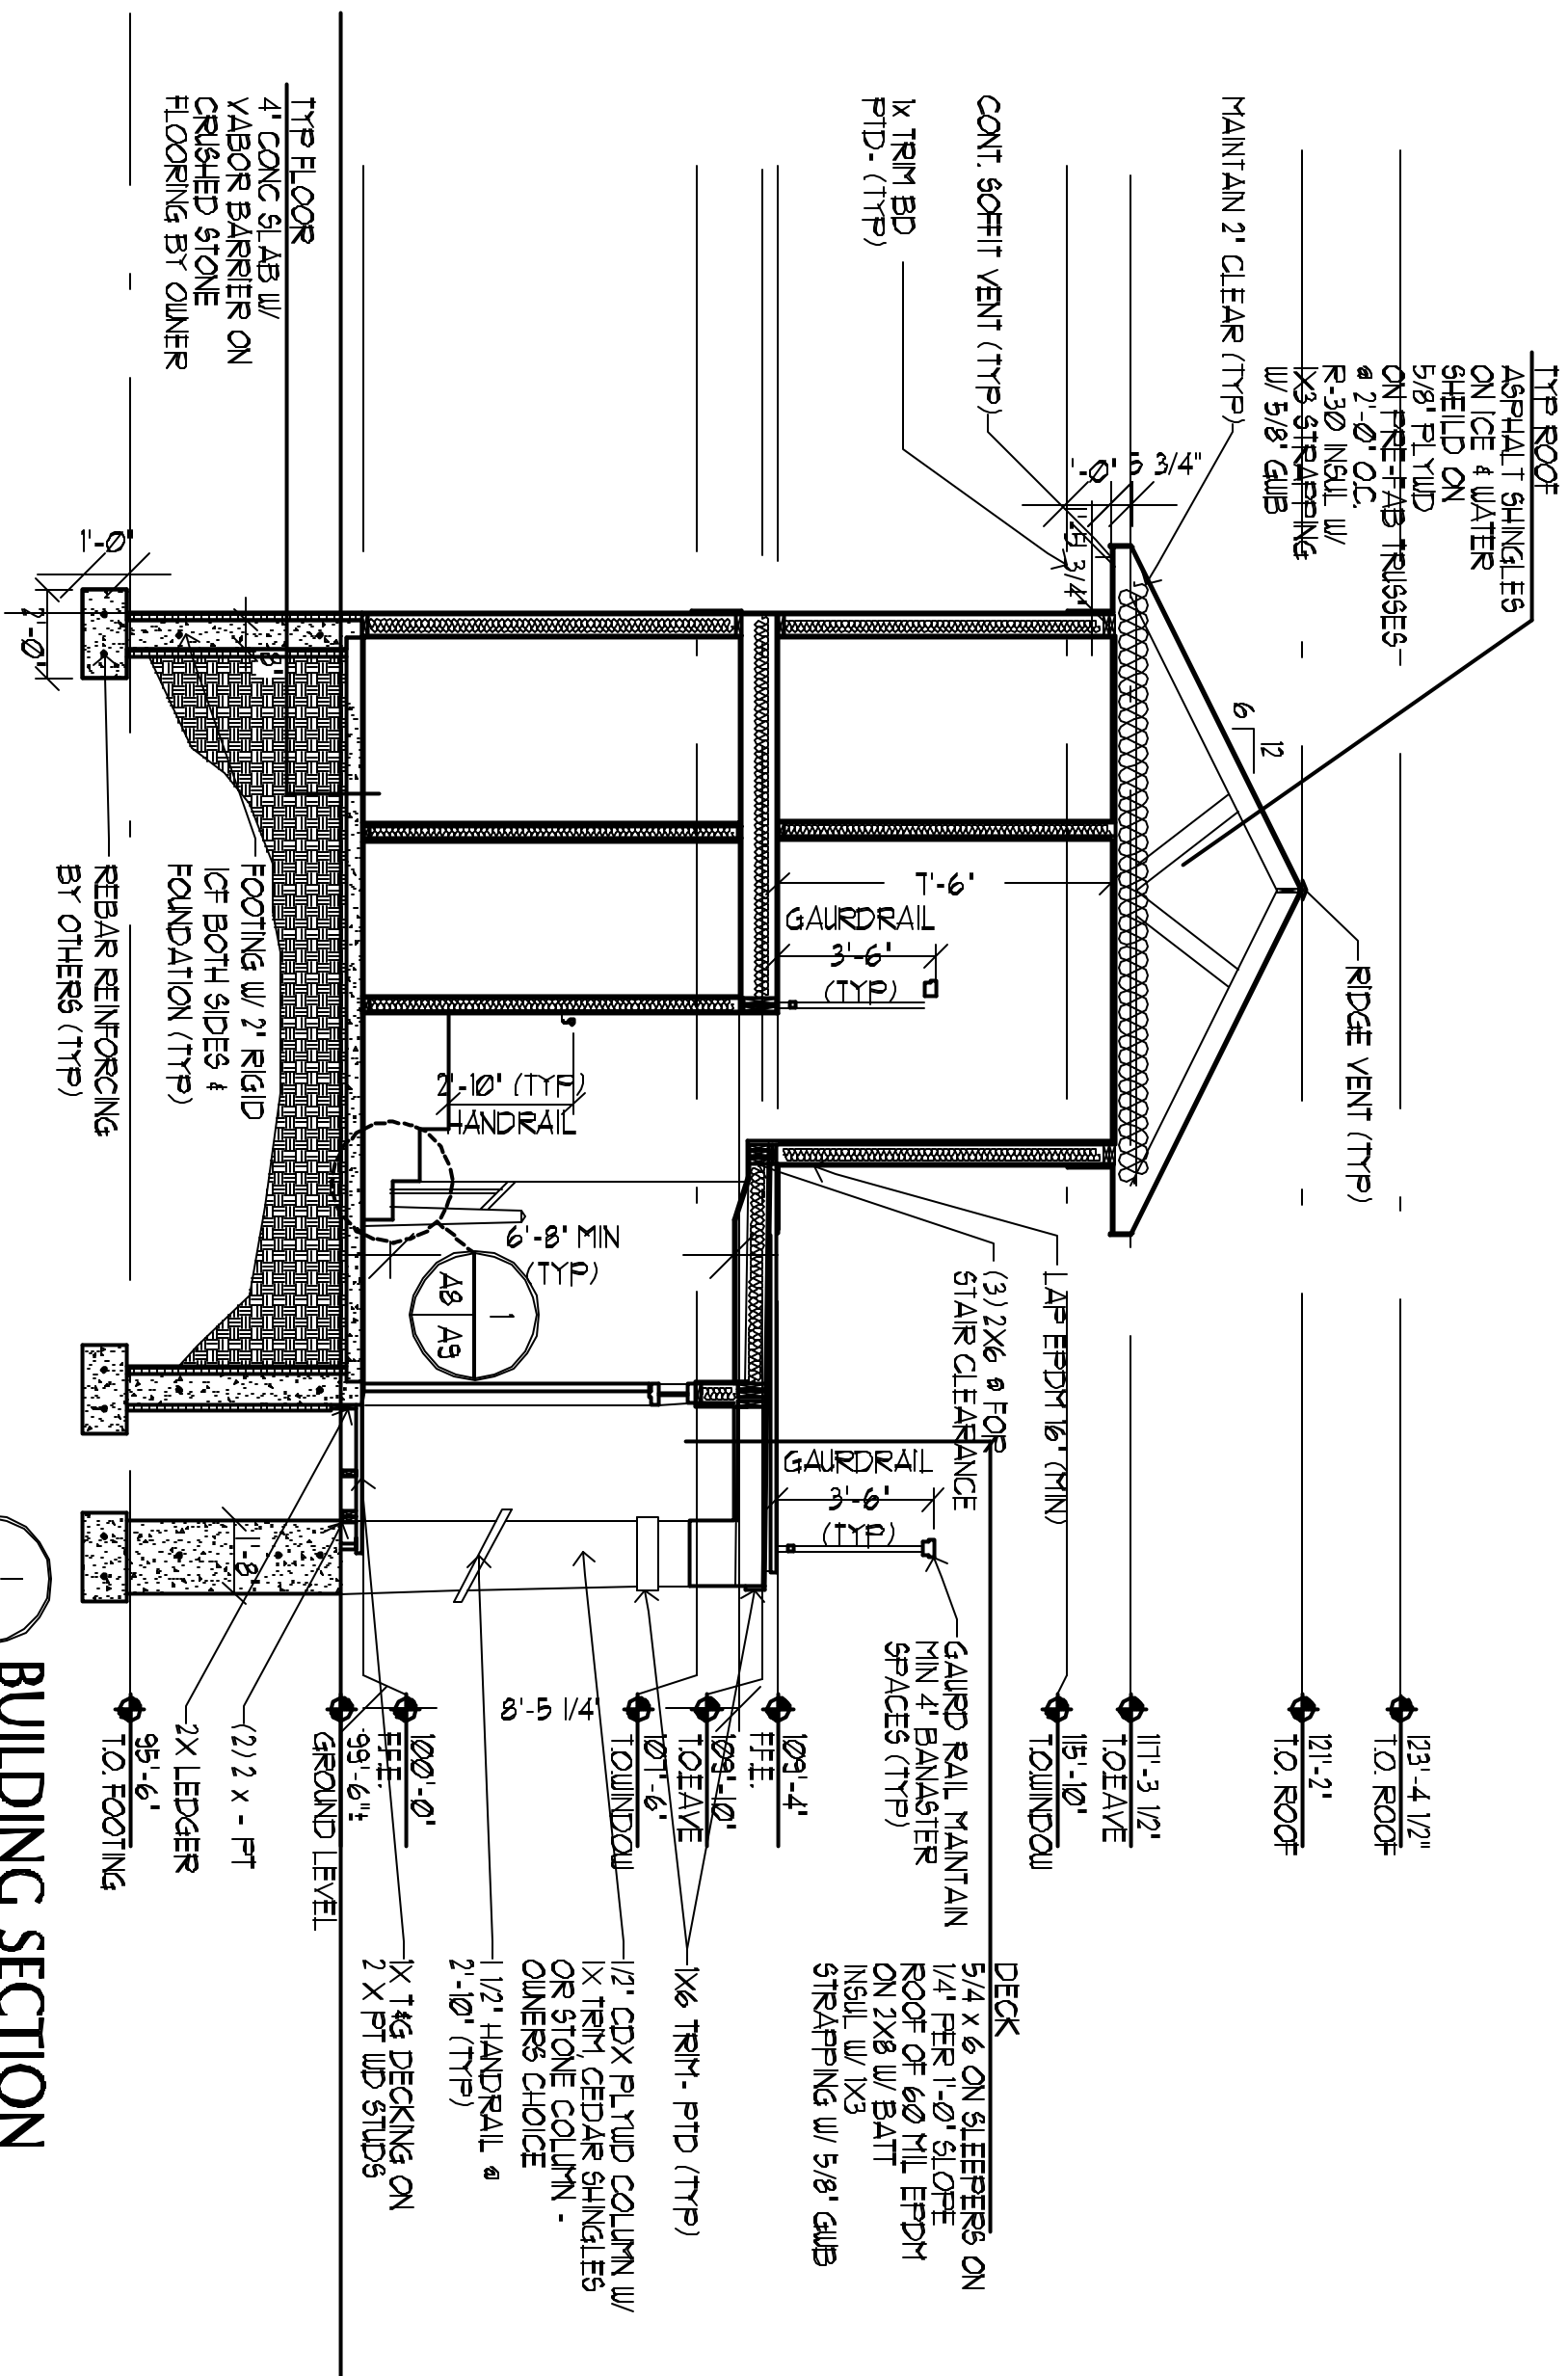 TYP ROOF
ASPHALT SHINGLES
ON ICE & WATER
SHEILD ON
5/8" PLYWD
ON PRE-FAB TRUSSES
@ 2'-0" O.C.
R-30 INSUL W/
1X3 STRAPPING
W/ 5/8" GWB
MAINTAIN 2" CLEAR (TYP)
CONT. SOFFIT VENT (TYP)
1x TRIM BD
PTD- (TYP)
TYP FLOOR
4" CONC SLAB W/
VABOR BARRIER ON
CRUSHED STONE
FLOORING BY OWNER
5 3/4"
1'-5 3/4"
6
12
RIDGE VENT (TYP)
7'-6"
GAURDRAIL
3'-6"
(TYP)
2'-10" (TYP)
HANDRAIL
6'-8" MIN
(TYP)
1
A8
A9
8"
1'-0"
2'-0"
FOOTING W/ 2" RIGID
ICF BOTH SIDES &
FOUNDATION (TYP)
REBAR REINFORCING
BY OTHERS (TYP)
LAP EPDM 16" (MIN)
(3) 2X6 @ FOR
STAIR CLEARANCE
GAURDRAIL
3'-6"
(TYP)
1'-8"
GAURD RAIL MANTAIN
MIN 4" BANASTER
SPACES (TYP)
123'-4 1/2"
T.O. ROOF
121'-2"
T.O. ROOF
117'-3 1/2"
T.O.EAVE
115'-10"
T.O.WINDOW
109'-4"
F.F.E.
108'-10"
T.O.EAVE
107'-6"
T.O.WINDOW
8'-5 1/4"
100'-0"
F.F.E
99'-6"±
GROUND LEVEL
(2) 2 x - PT
2X LEDGER
95'-6"
T.O. FOOTING
DECK
5/4 x 6 ON SLEEPERS ON
1/4" PER 1'-0" SLOPE
ROOF OF 60 MIL EPDM
ON 2X8 W/ BATT
INSUL W/ 1X3
STRAPPING W/ 5/8" GWB
1X6 TRIM- PTD (TYP)
1/2" CDX PLYWD COLUMN W/
1X TRIM, CEDAR SHINGLES
OR STONE COLUMN -
OWNERS CHOICE
1 1/2" HANDRAIL @
2'-10" (TYP)
1X T&G DECKING ON
2 X PT WD STUDS
1
BUILDING SECTION